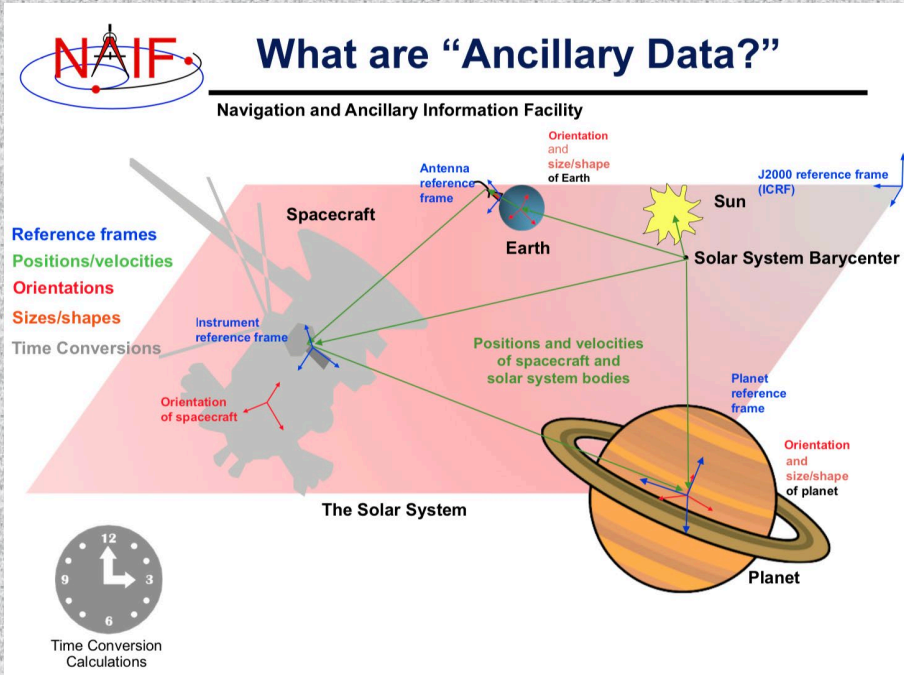 NAIF
What are “Ancillary Data?”
Navigation and Ancillary Information Facility
Orientation
and
size/shape
of Earth
Antenna
reference
frame
J2000 reference frame
(ICRF)
Spacecraft
Sun
Earth
Solar System Barycenter
Reference frames
Positions/velocities
Orientations
Sizes/shapes
Time Conversions
Instrument
reference frame
Positions and velocities
of spacecraft and
solar system bodies
Planet
reference
frame
Orientation
of spacecraft
Orientation
and
size/shape
of planet
The Solar System
Planet
12
9
3
6
Time Conversion
Calculations